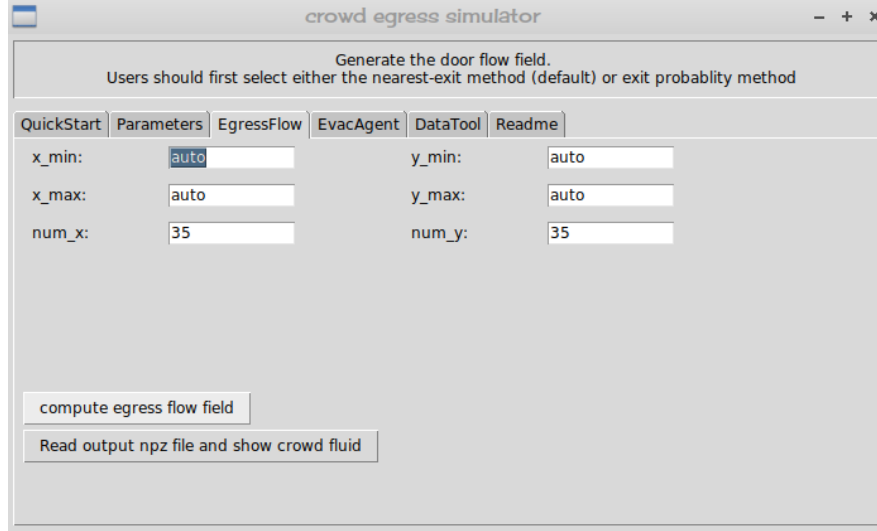 crowd egress simulator
Generate the door flow field.
Users should first select either the nearest-exit method (default) or exit probablity method
QuickStart Parameters EgressFlow EvacAgent DataTool Readme
x_min: auto y_min: auto
x_max: auto y_max: auto
num_x: 35 num_y: 35
compute egress flow field
Read output npz file and show crowd fluid